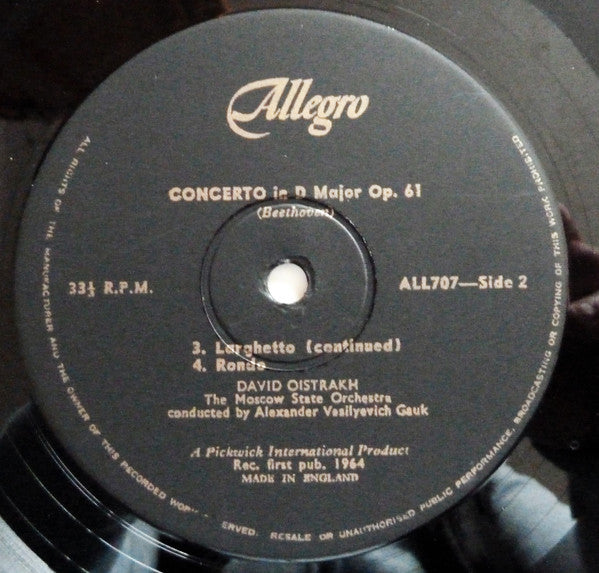 Allegro
CONCERTO in D Major Op. 61
(Beethoven)
33⅓ R.P.M.
ALL707—Side 2
3. Larghetto (continued)
4. Rondo
DAVID OISTRAKH
The Moscow State Orchestra
conducted by Alexander Vasilyevich Gauk
A Pickwick International Product
Rec. first pub. 1964
MADE IN ENGLAND
ALL RIGHTS OF THE MANUFACTURER AND THE OWNER OF THIS RECORDED WORK SERVED. RESALE OR UNAUTHORISED PUBLIC PERFORMANCE, BROADCASTING OR COPYING OF THIS WORK PROHIBITED